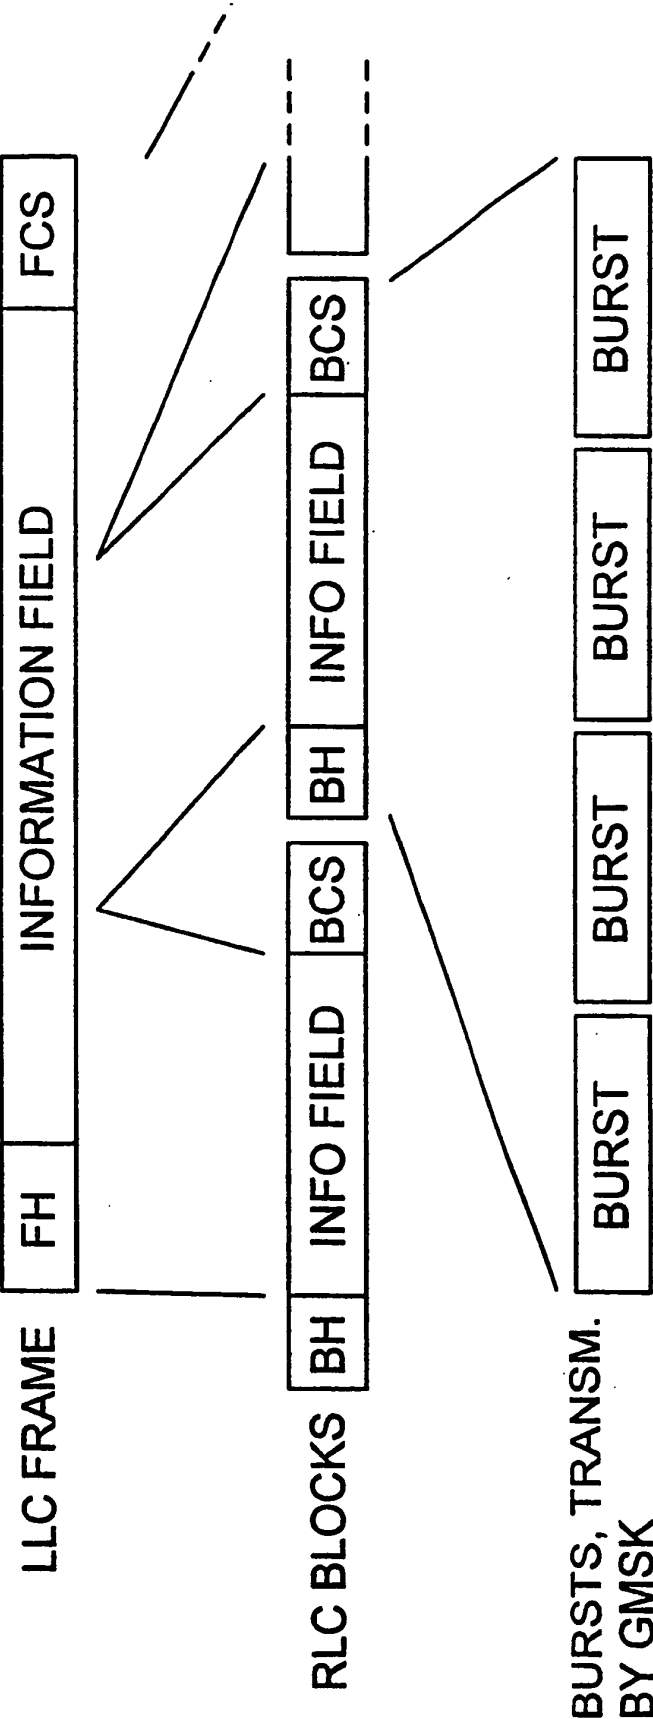 LLC FRAME
FH
INFORMATION FIELD
FCS
RLC BLOCKS
BH
INFO FIELD
BCS
BH
INFO FIELD
BCS
BURSTS, TRANSM.
BY GMSK
BURST
BURST
BURST
BURST